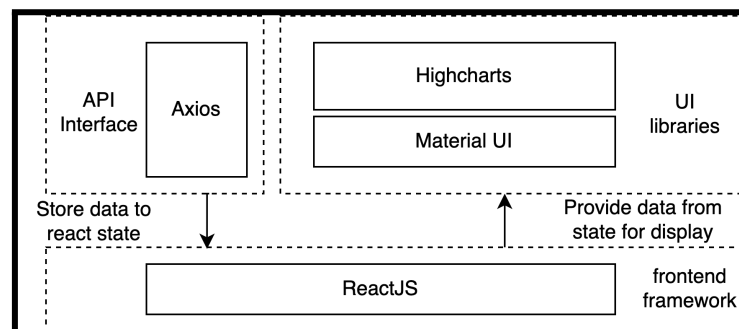 API
Interface
Axios
Highcharts
Material UI
UI
libraries
Store data to
react state
Provide data from
state for display
ReactJS
frontend
framework